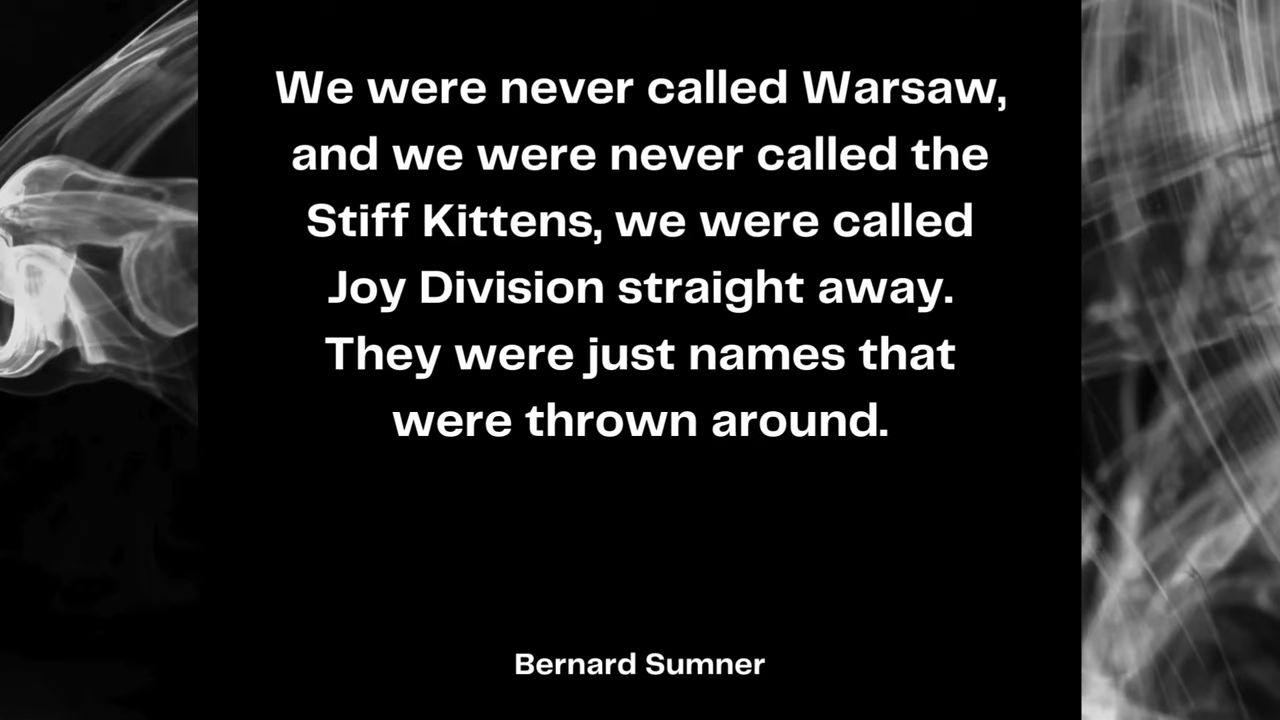 We were never called Warsaw,
and we were never called the
Stiff Kittens, we were called
Joy Division straight away.
They were just names that
were thrown around.
Bernard Sumner